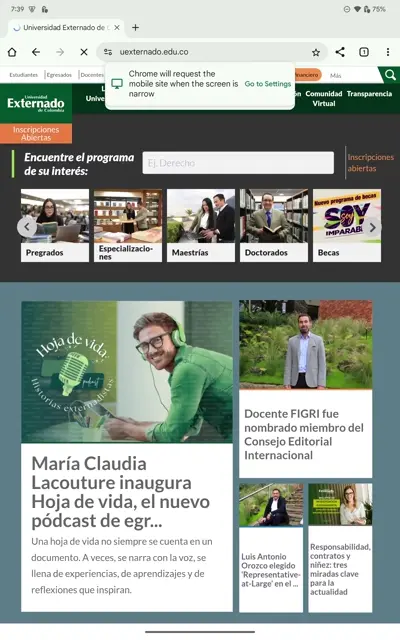 7:39
75%
Universidad Externado de C
uexternado.edu.co
1
Chrome will request the
mobile site when the screen is
narrow
Go to Settings
Estudiantes
Egresados
Docentes
Financiero
Más
Universidad
Externado
de Colombia
Comunidad
Virtual
Transparencia
Inscripciones
Abiertas
Encuentre el programa
de su interés:
Ej. Derecho
Inscripciones
abiertas
Nuevo programa de becas
SOY
IMPARABLE
Pregrados
Especializacio-
nes
Maestrías
Doctorados
Becas
Hoja de vida:
podcast
Historias externadistas
María Claudia
Lacouture inaugura
Hoja de vida, el nuevo
pódcast de egr...
Una hoja de vida no siempre se cuenta en un
documento. A veces, se narra con la voz, se
llena de experiencias, de aprendizajes y de
reflexiones que inspiran.
Docente FIGRI fue
nombrado miembro del
Consejo Editorial
Internacional
Luis Antonio
Orozco elegido
'Representative-
at-Large' en el ...
Responsabilidad,
contratos y
niñez: tres
miradas clave
para la
actualidad